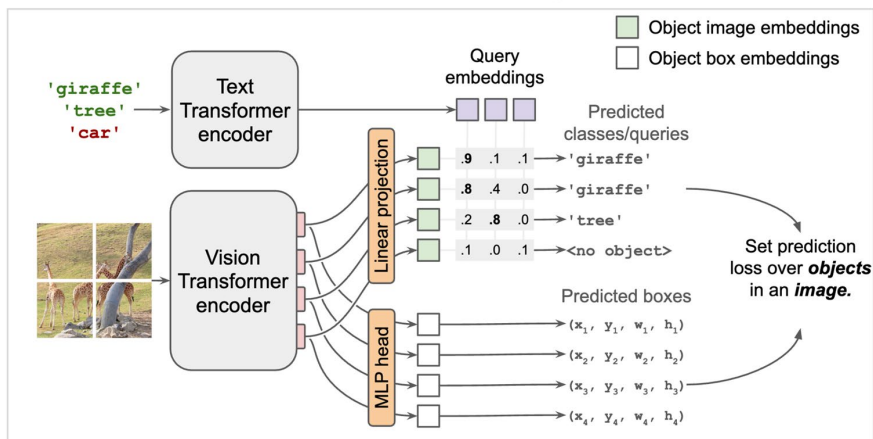 Object image embeddings
Object box embeddings
'giraffe'
'tree'
'car'
Text
Transformer
encoder
Query
embeddings
Predicted
classes/queries
.9 .1 .1 'giraffe'
.8 .4 .0 'giraffe'
.2 .8 .0 'tree'
.1 .0 .1 <no object>
Linear projection
Vision
Transformer
encoder
Set prediction
loss over objects
in an image.
Predicted boxes
MLP head
(x₁, y₁, w₁, h₁)
(x₂, y₂, w₂, h₂)
(x₃, y₃, w₃, h₃)
(x₄, y₄, w₄, h₄)